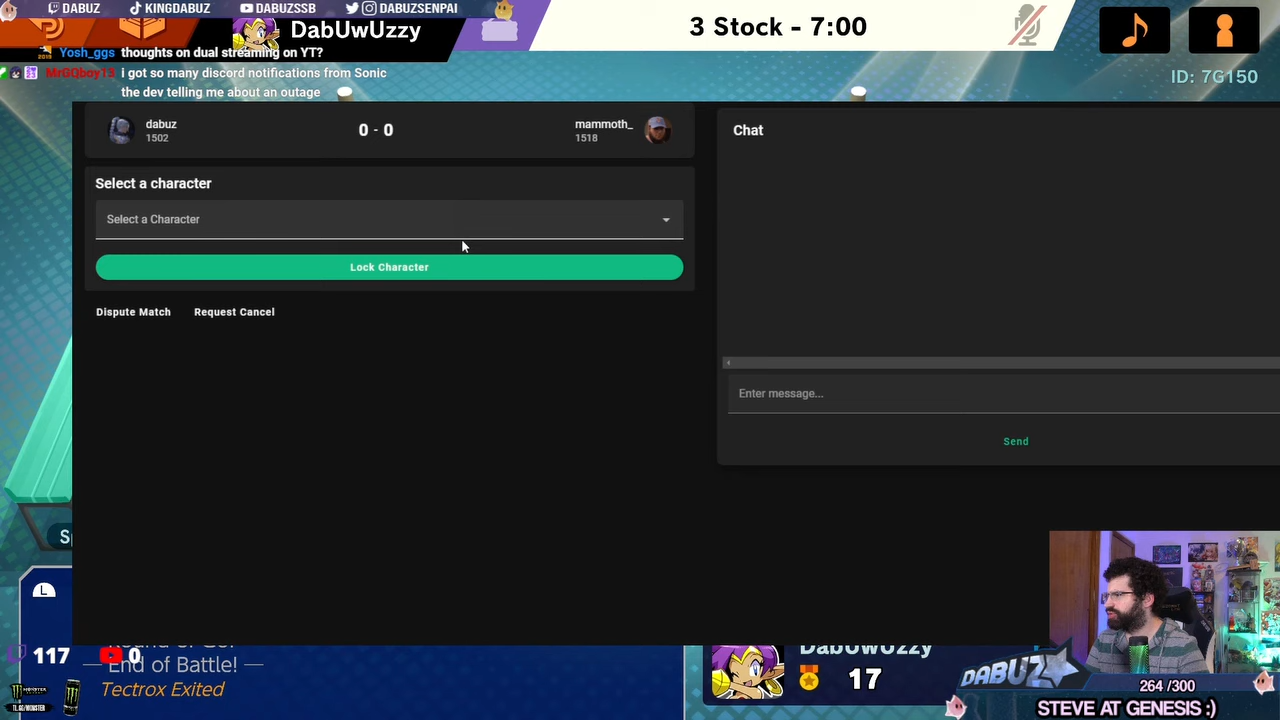 DABUZ KINGDABUZ DABUZSSB DABUZSENPAI
DabUwUzzy
3 Stock - 7:00
Yosh_ggs thoughts on dual streaming on YT?
MrGQboy13 i got so many discord notifications from Sonic
the dev telling me about an outage
ID: 7G150
dabuz
1502
0 - 0
mammoth_
1518
Chat
Select a character
Select a Character
Lock Character
Dispute Match Request Cancel
Enter message...
Send
L
117 0
— End of Battle! —
Tectrox Exited
DabUwUzzy
17
DABUZ
264 /300
STEVE AT GENESIS :)
MONSTER